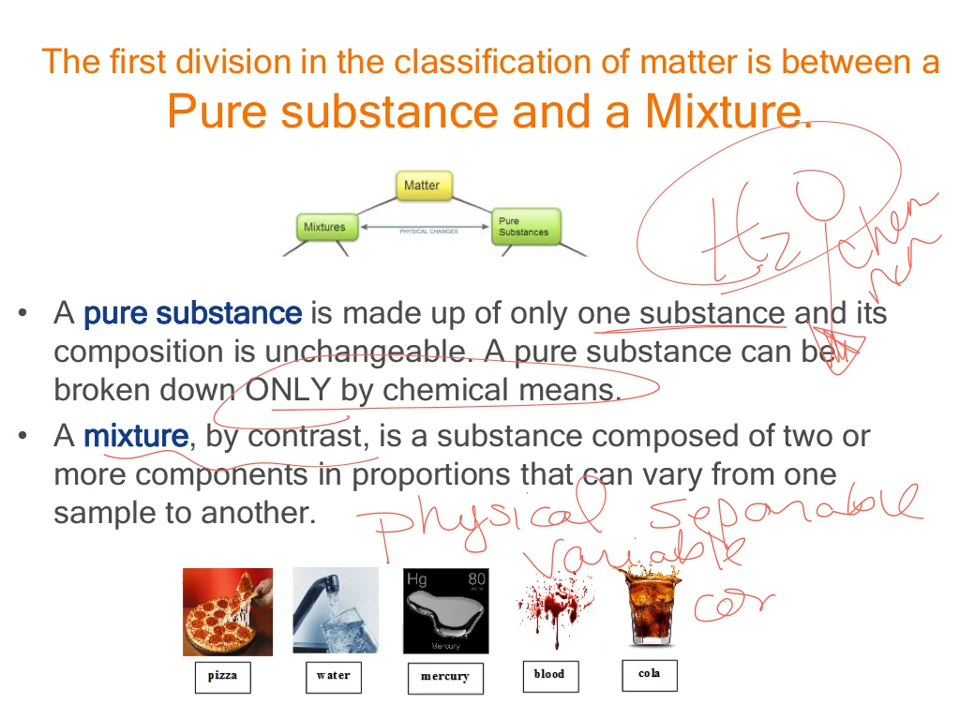 The first division in the classification of matter is between a
Pure substance and a Mixture.
Matter
Mixtures
PHYSICAL CHANGES
Pure
Substances
H2O
• A pure substance is made up of only one substance and its
composition is unchangeable. A pure substance can be
broken down ONLY by chemical means.
• A mixture, by contrast, is a substance composed of two or
more components in proportions that can vary from one
sample to another.
physical separable
variable
Hg 80
Mercury
pizza
water
mercury
blood
cola